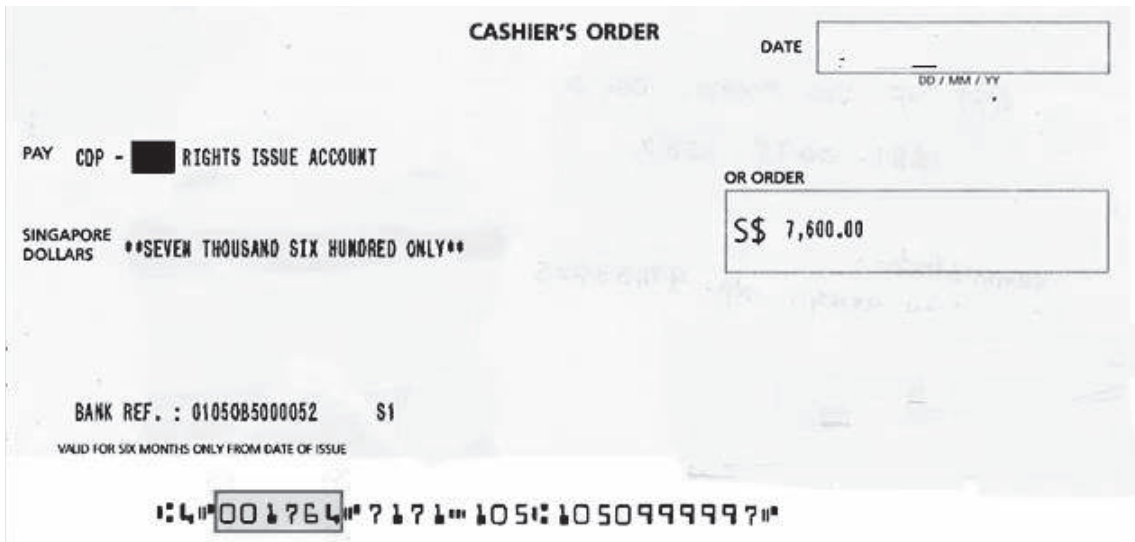 CASHIER'S ORDER
DATE
DD / MM / YY
PAY CDP - RIGHTS ISSUE ACCOUNT
OR ORDER
SINGAPORE DOLLARS **SEVEN THOUSAND SIX HUNDRED ONLY**
S$ 7,600.00
BANK REF. : 0105085000052 S1
VALID FOR SIX MONTHS ONLY FROM DATE OF ISSUE
⑆4⑈001764⑈7171⑉105⑆1050999997⑈